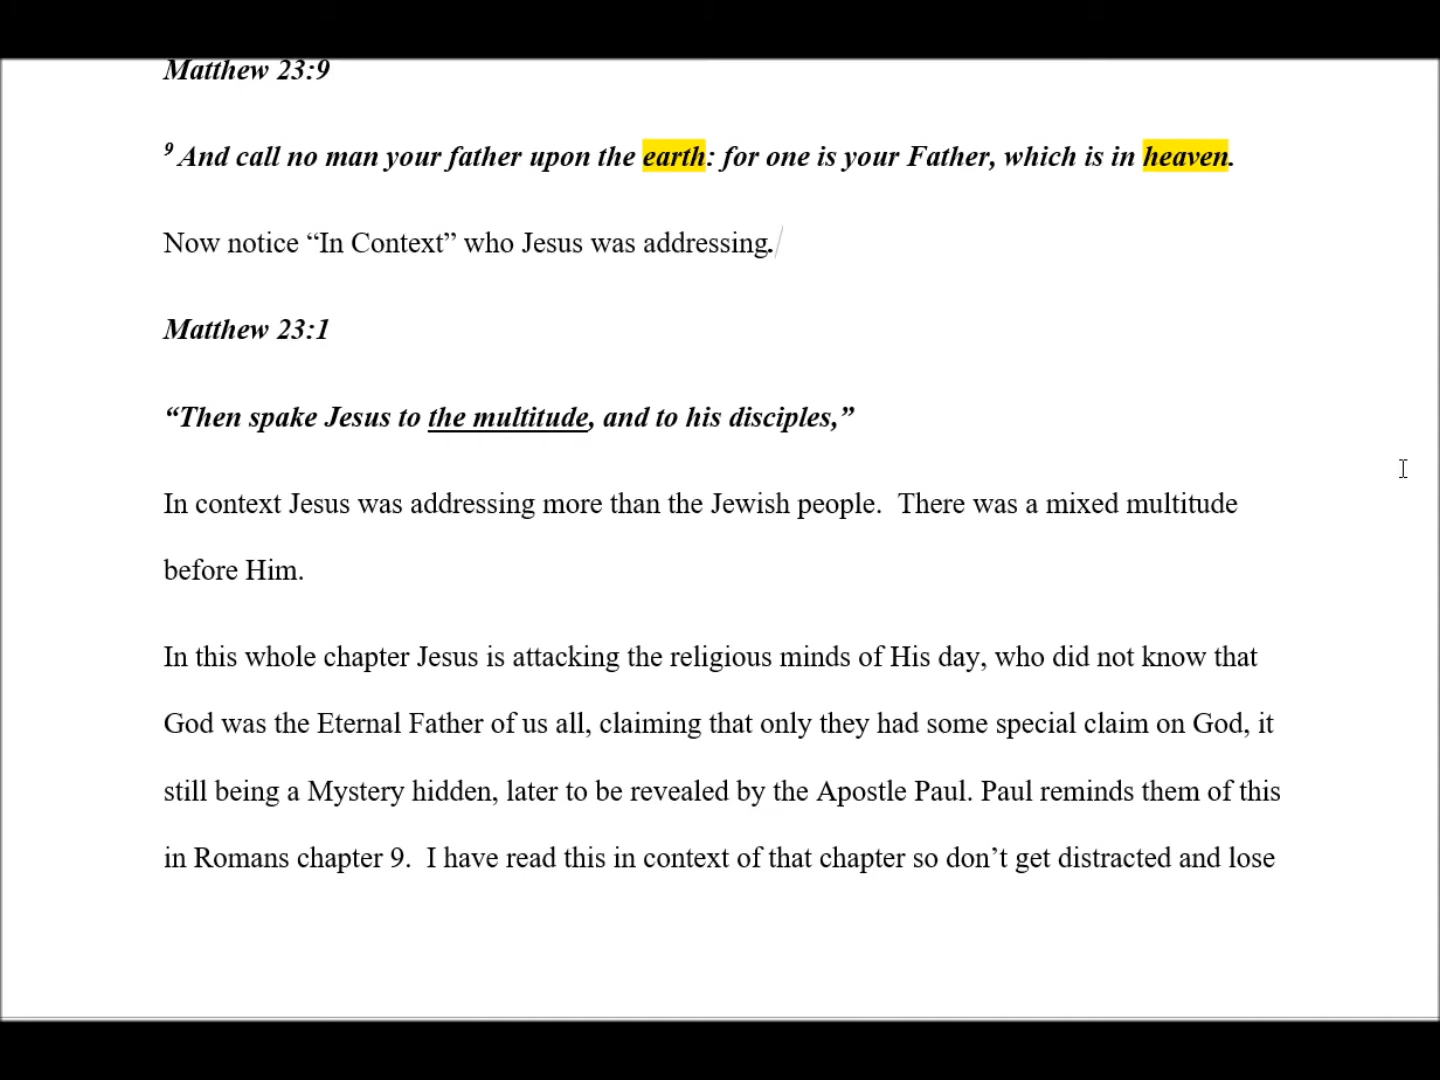 Matthew 23:9
9 And call no man your father upon the earth: for one is your Father, which is in heaven.
Now notice “In Context” who Jesus was addressing.
Matthew 23:1
“Then spake Jesus to the multitude, and to his disciples,”
In context Jesus was addressing more than the Jewish people.  There was a mixed multitude
before Him.
In this whole chapter Jesus is attacking the religious minds of His day, who did not know that
God was the Eternal Father of us all, claiming that only they had some special claim on God, it
still being a Mystery hidden, later to be revealed by the Apostle Paul. Paul reminds them of this
in Romans chapter 9.  I have read this in context of that chapter so don’t get distracted and lose